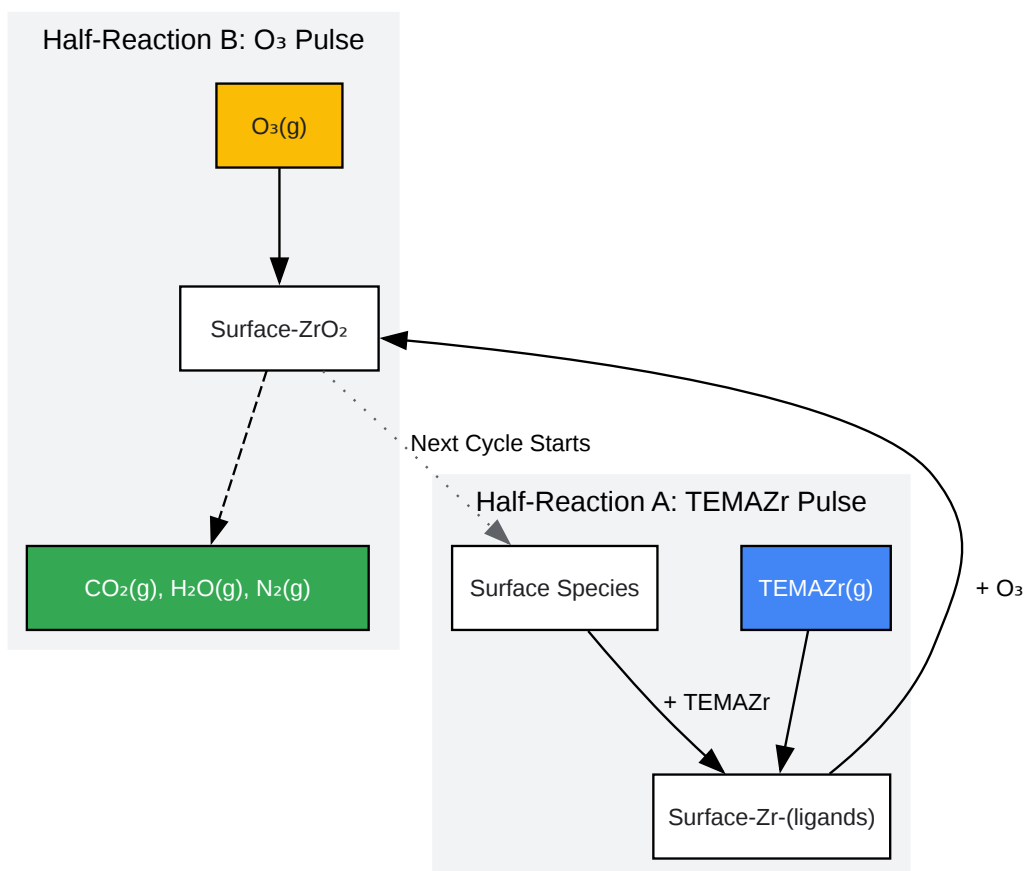 Half-Reaction B: O₃ Pulse
O₃(g)
Surface-ZrO₂
Next Cycle Starts
CO₂(g), H₂O(g), N₂(g)
Half-Reaction A: TEMAZr Pulse
Surface Species
TEMAZr(g)
+ O₃
+ TEMAZr
Surface-Zr-(ligands)